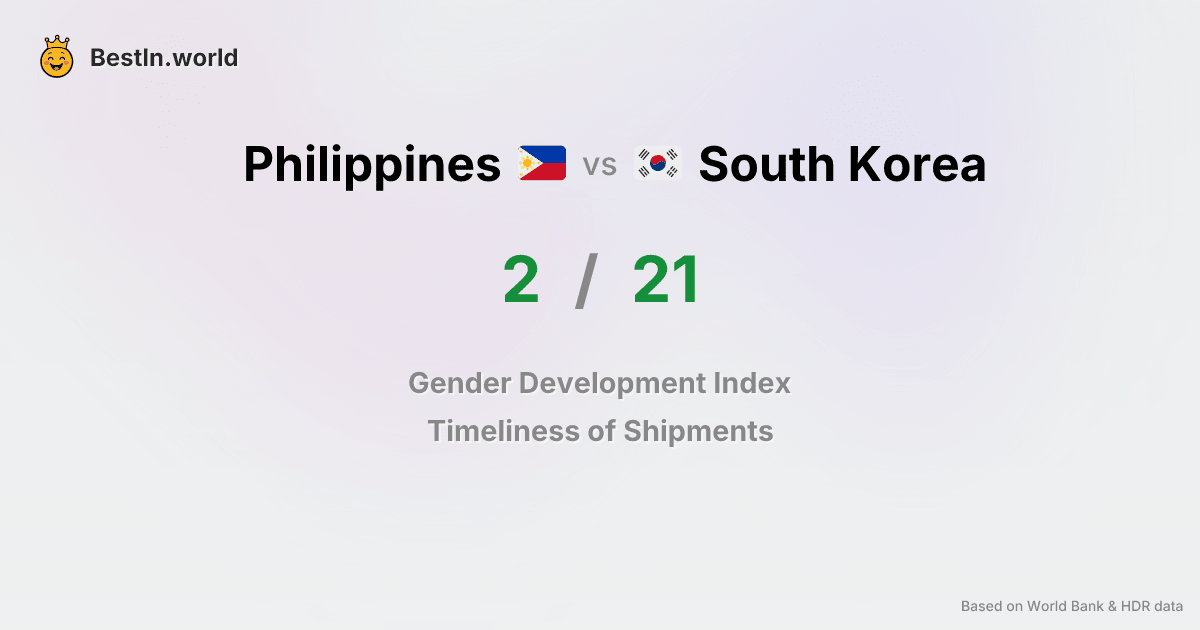 BestIn.world
Philippines vs South Korea
2 / 21
Gender Development Index
Timeliness of Shipments
Based on World Bank & HDR data